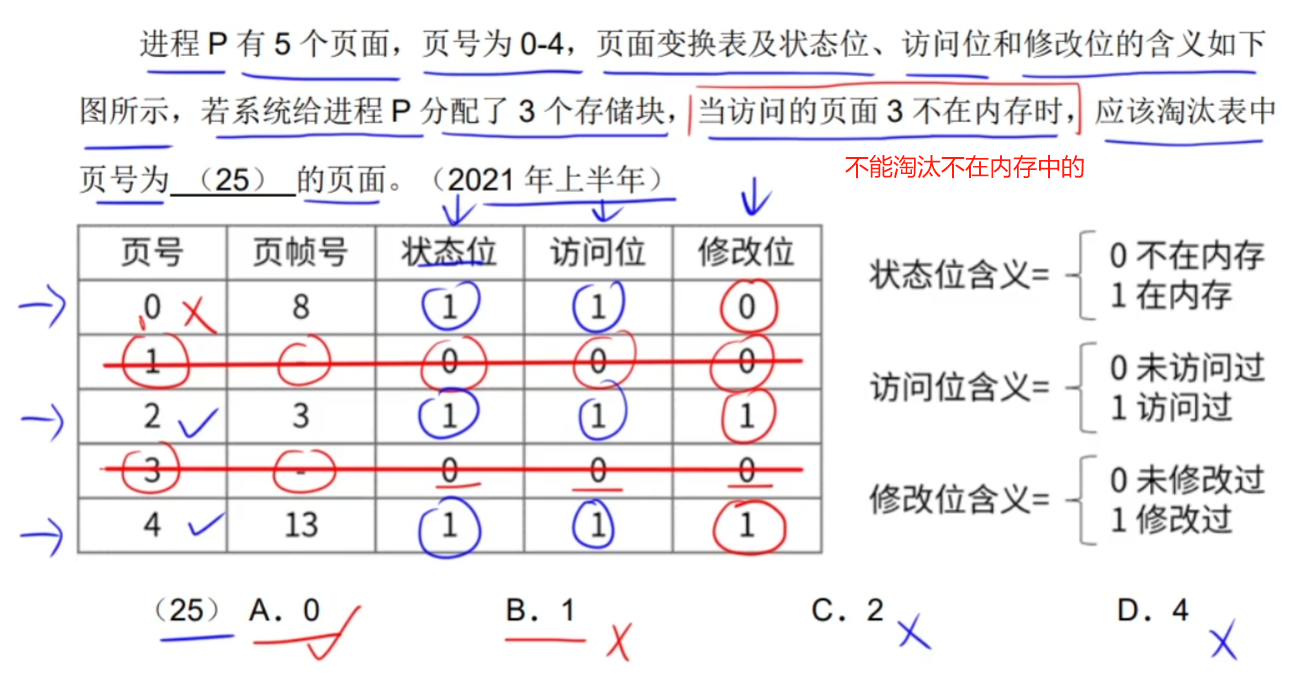 进程 P 有 5 个页面，页号为 0-4，页面变换表及状态位、访问位和修改位的含义如下
图所示，若系统给进程 P 分配了 3 个存储块，当访问的页面 3 不在内存时，应该淘汰表中
页号为 （25） 的页面。（2021 年上半年）
不能淘汰不在内存中的
页号 页帧号 状态位 访问位 修改位
0 8 1 1 0
1 - 0 0 0
2 3 1 1 1
3 - 0 0 0
4 13 1 1 1
状态位含义=
0 不在内存
1 在内存
访问位含义=
0 未访问过
1 访问过
修改位含义=
0 未修改过
1 修改过
（25） A．0 B．1 C．2 D．4